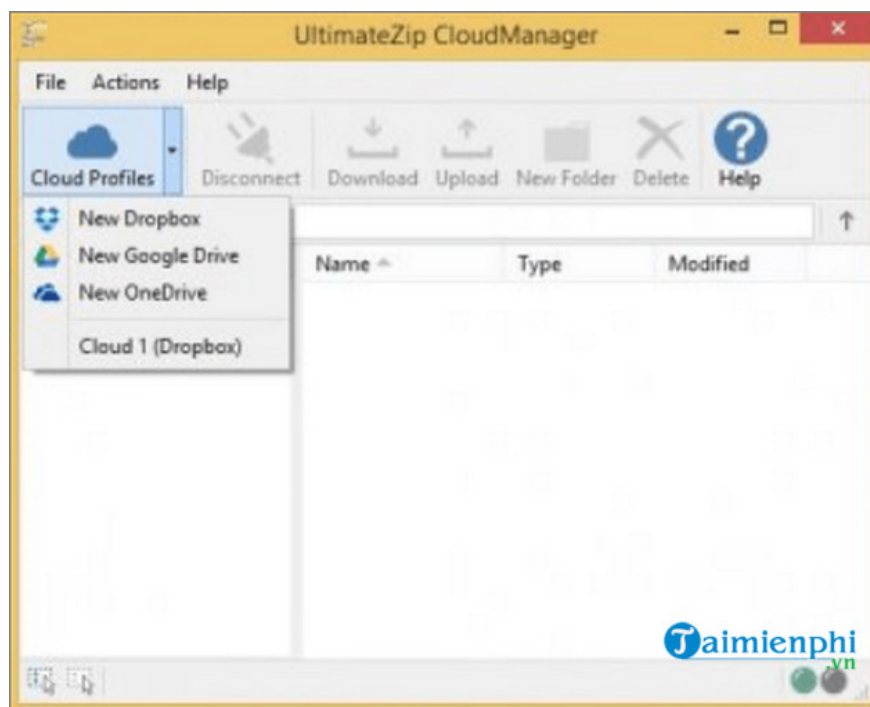 UltimateZip CloudManager
File Actions Help
Cloud Profiles Disconnect Download Upload New Folder Delete Help
New Dropbox
New Google Drive
New OneDrive
Cloud 1 (Dropbox)
Name Type Modified
Taimienphi
.vn